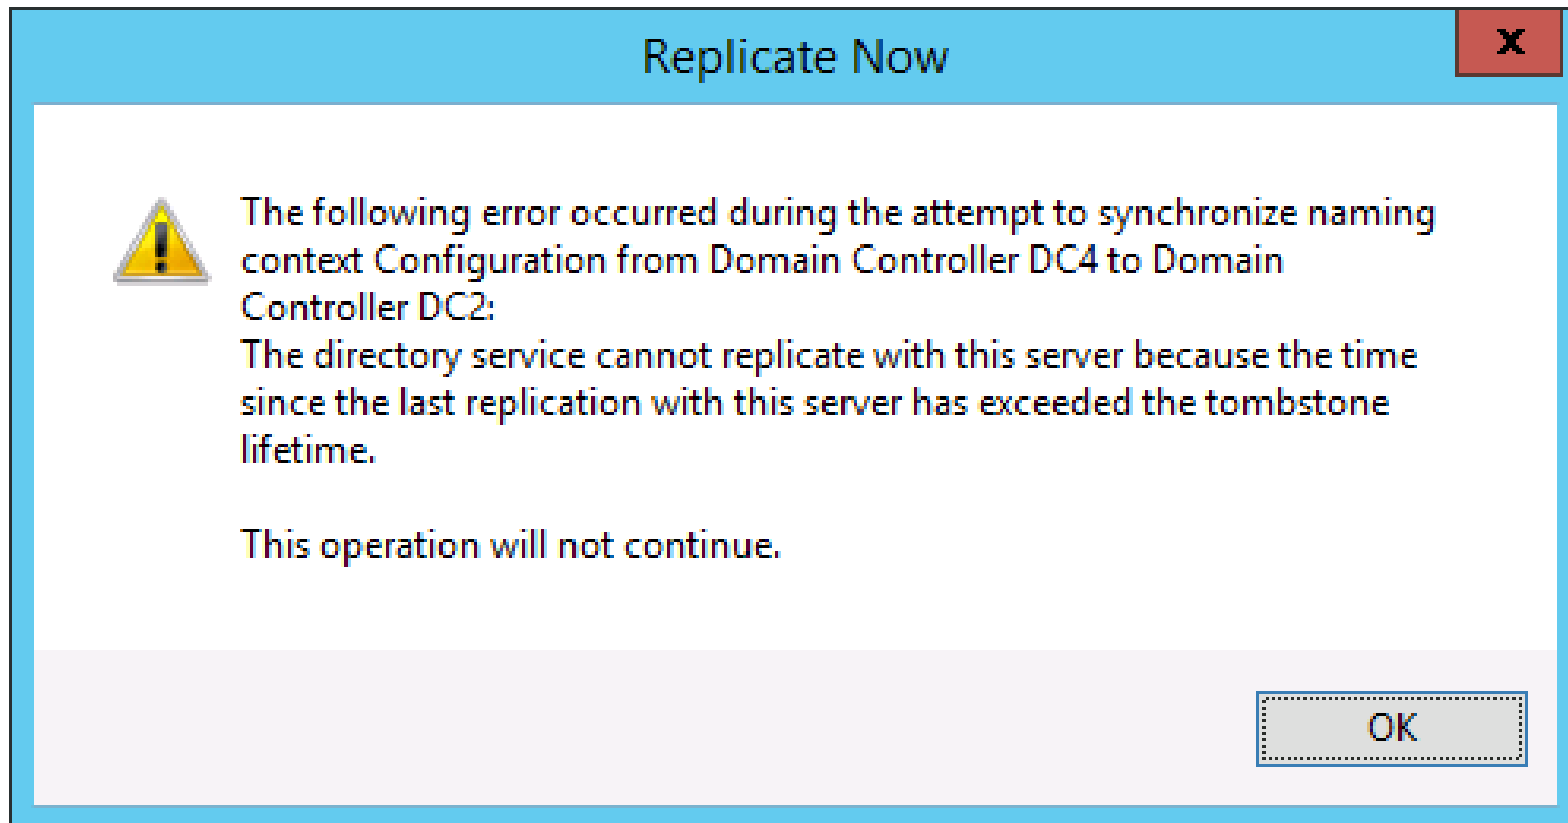 Replicate Now
x
The following error occurred during the attempt to synchronize naming
context Configuration from Domain Controller DC4 to Domain
Controller DC2:
The directory service cannot replicate with this server because the time
since the last replication with this server has exceeded the tombstone
lifetime.
This operation will not continue.
OK